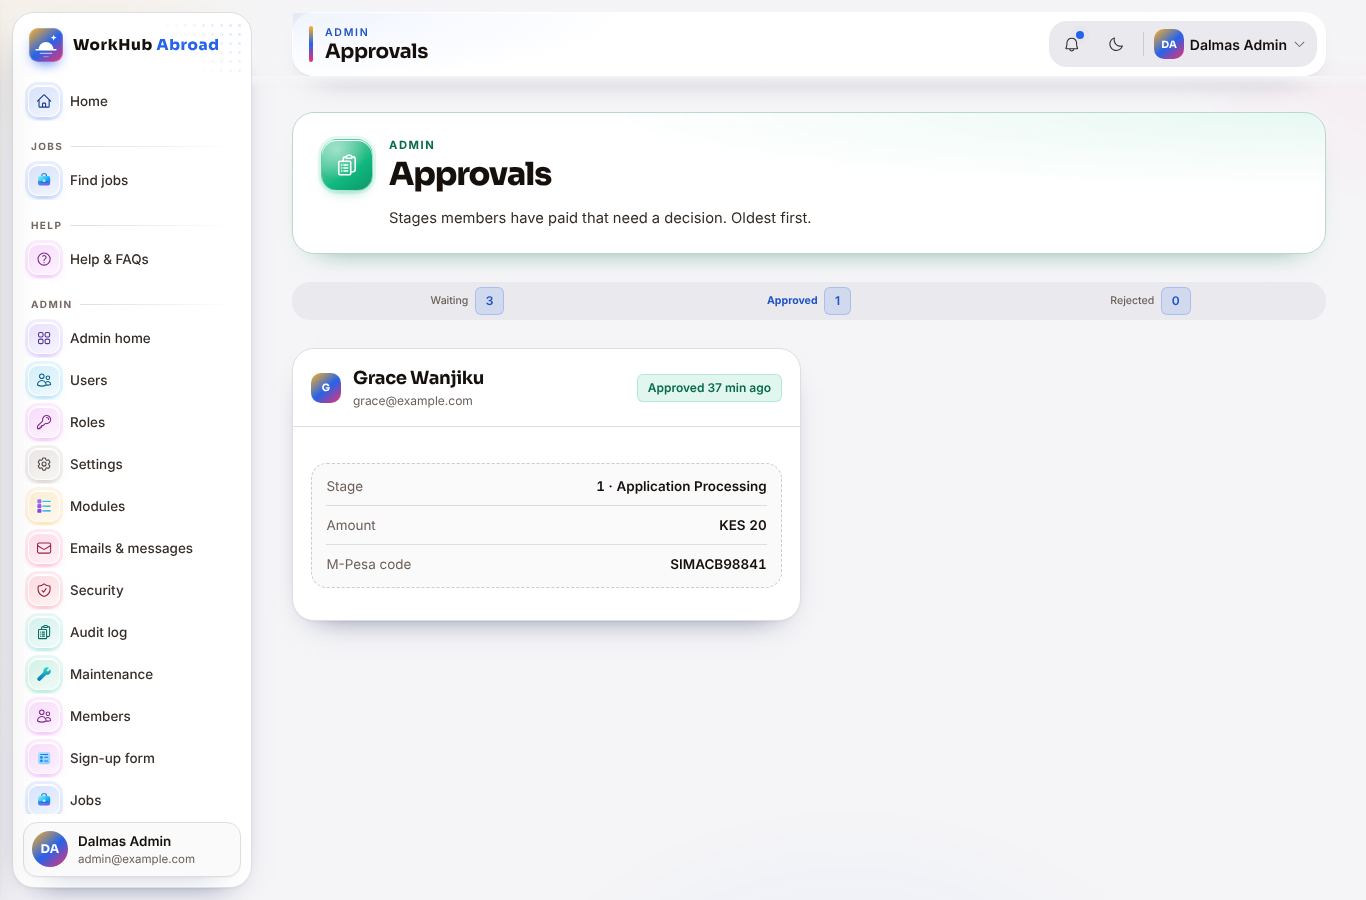 WorkHub Abroad
Home
JOBS
Find jobs
HELP
Help & FAQs
ADMIN
Admin home
Users
Roles
Settings
Modules
Emails & messages
Security
Audit log
Maintenance
Members
Sign-up form
Jobs
DA
Dalmas Admin
admin@example.com
ADMIN
Approvals
DA Dalmas Admin
ADMIN
Approvals
Stages members have paid that need a decision. Oldest first.
Waiting 3
Approved 1
Rejected 0
G
Grace Wanjiku
grace@example.com
Approved 37 min ago
Stage 1 · Application Processing
Amount KES 20
M-Pesa code SIMACB98841